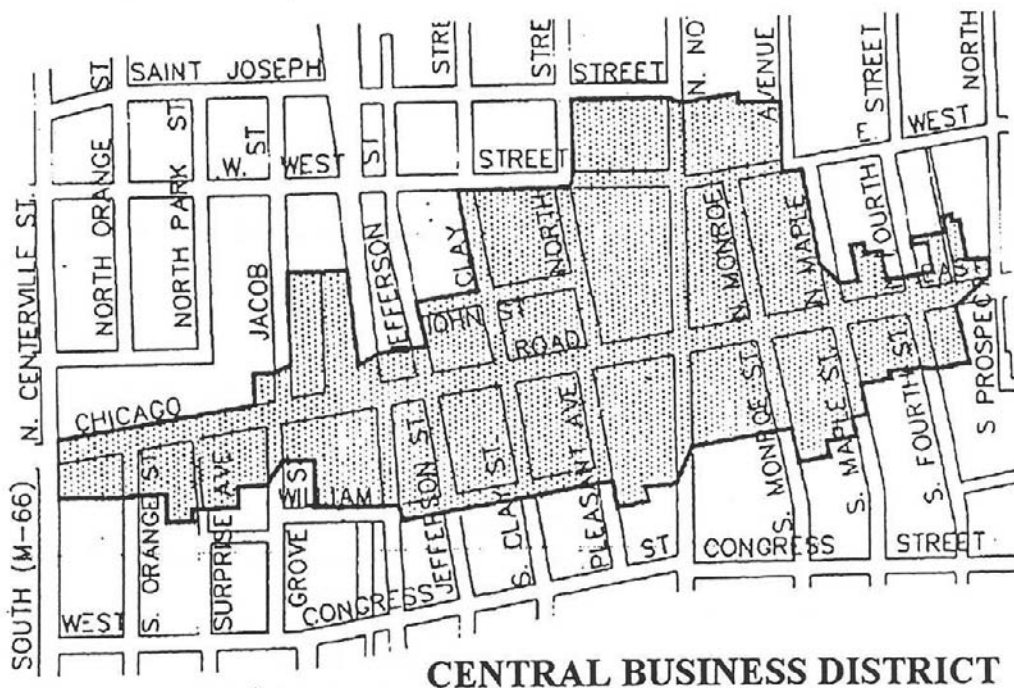 SAINT JOSEPH STREET
STRE
STRE
N. NO
AVENUE
STREET
NORTH
ST
NORTH ORANGE
NORTH PARK ST
W. ST
W. WEST STREET
WEST
ST
JACOB
JEFFERSON
CLAY
NORTH
N. MONROE
N. MAPLE
FOURTH
JOHN ST
ROAD
CHICAGO
N. CENTERVILLE ST.
SOUTH (M-66)
S. ORANGE ST
SURPRISE AVE
GROVE S
WILLIAM
JEFFERSON ST.
S. CLAY ST.
PLEASANT AVE
S. MONROE ST.
S. MAPLE ST.
S. FOURTH ST.
S PROSPECT
WEST CONGRESS ST
CONGRESS STREET
CENTRAL BUSINESS DISTRICT